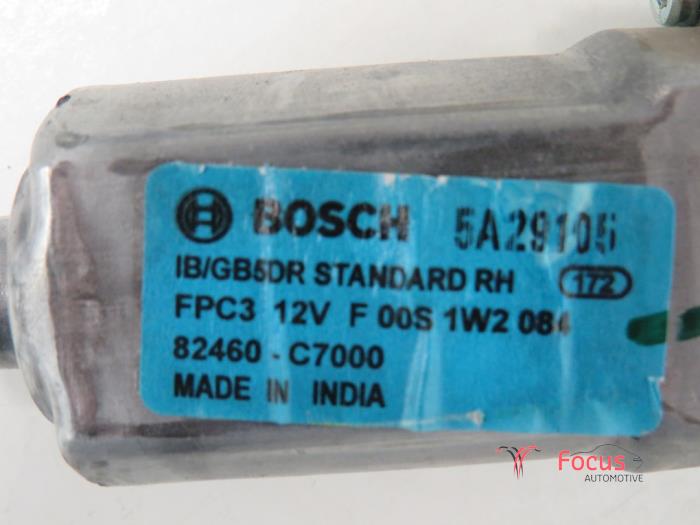 BOSCH 5A29105
IB/GB5DR STANDARD RH 172
FPC3 12V F 00S 1W2 084
82460 - C7000
MADE IN INDIA
Focus
AUTOMOTIVE